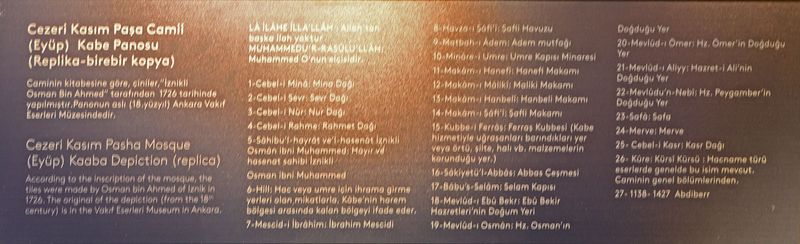 Cezeri Kasım Paşa Camii
(Eyüp) Kabe Panosu
(Replika-birebir kopya)
Caminin kitabesine göre, çiniler,"İznikli
Osman Bin Ahmed" tarafından 1726 tarihinde
yapılmıştır.Panonun aslı (18.yüzyıl) Ankara Vakıf
Eserleri Müzesindedir.
Cezeri Kasım Pasha Mosque
(Eyüp) Kaaba Depiction (replica)
According to the inscription of the mosque, the
tiles were made by Osman bin Ahmed of Iznik in
1726. The original of the depiction (from the 18th
century) is in the Vakıf Eserleri Museum in Ankara.
LÂ İLÂHE İLLA'LLÂH : Allah'tan
başka ilah yoktur
MUHAMMEDU'R-RASÛLU'LLÂH:
Muhammed O'nun elçisidir.
1-Cebel-i Minâ: Mina Dağı
2-Cebel-i Sevr: Sevr Dağı
3-Cebel-i Nûr: Nur Dağı
4-Cebel-i Rahme: Rahmet Dağı
5-Sâhibu'l-hayrât ve'l-hasenât İznikli
Osmân ibni Muhammed: Hayır ve
hasenat sahibi İznikli
Osman İbni Muhammed
6-Hill: Hac veya umre için ihrama girme
yerleri olan mikatlarla, Kâbe'nin harem
bölgesi arasında kalan bölgeyi ifade eder.
7-Mescid-i İbrâhîm: İbrahim Mescidi
8-Havza-i Şâfi'î: Şafii Havuzu
9-Matbah-ı Âdem: Adem mutfağı
10-Minâre-i Umre: Umre Kapısı Minaresi
11-Makâm-ı Hanefî: Hanefi Makamı
12-Makâm-ı Mâlikî: Maliki Makamı
13-Makâm-ı Hanbelî: Hanbeli Makamı
14-Makâm-ı Şâfi'î: Şafii Makamı
15-Kubbe-i Ferrâş: Ferraş Kubbesi (Kabe
hizmetiyle uğraşanları barındıkları yer
veya örtü, şilte, halı vb. malzemelerin
korunduğu yer.)
16-Sâkiyetü'l-Abbâs: Abbas Çeşmesi
17-Bâbu's-Selâm: Selam Kapısı
18-Mevlüd-ı Ebû Bekir: Ebû Bekir
Hazretleri'nin Doğum Yeri
19-Mevlûd-ı Osmân: Hz. Osman'ın
Doğduğu Yer
20-Mevlûd-ı Ömer: Hz. Ömer'in Doğduğu
Yer
21-Mevlûd-ı Aliyy: Hazret-i Ali'nin
Doğduğu Yer
22-Mevlûdu'n-Nebî: Hz. Peygamber'in
Doğduğu Yer
23-Safâ: Safa
24-Merve: Merve
25- Cebel-i Kasr: Kasr Dağı
26- Kûre: Kürsî Kürsü : Hacname türü
eserlerde genelde bu isim mevcut.
Caminin genel bölümlerinden.
27- 1138- 1427 Abdiberr
7